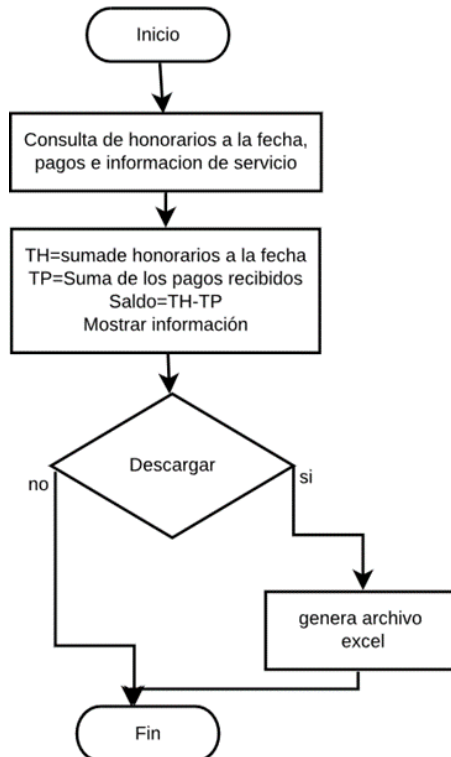 Inicio
Consulta de honorarios a la fecha,
pagos e informacion de servicio
TH=sumade honorarios a la fecha
TP=Suma de los pagos recibidos
Saldo=TH-TP
Mostrar información
Descargar
no
si
genera archivo
excel
Fin